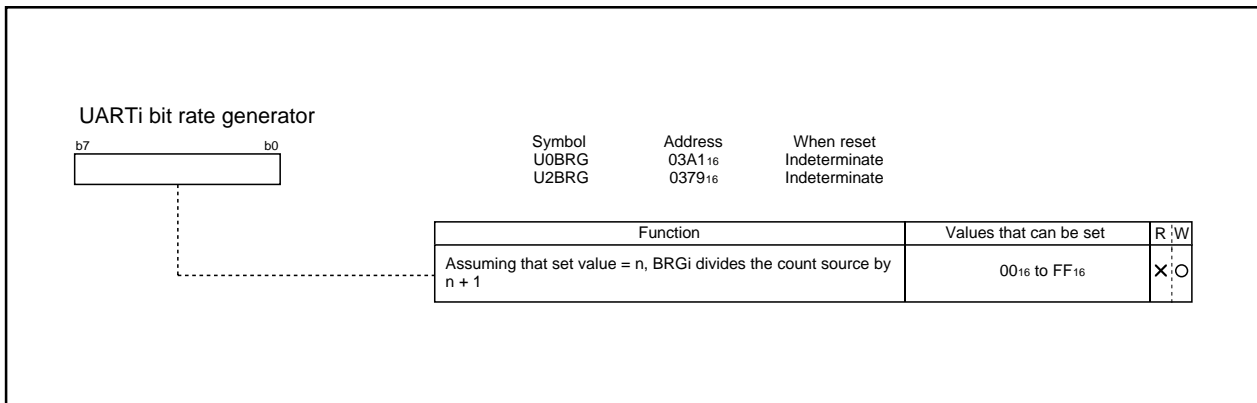 UARTi bit rate generator
b7 b0
Symbol Address When reset
U0BRG 03A116 Indeterminate
U2BRG 037916 Indeterminate
Function Values that can be set R W
Assuming that set value = n, BRGi divides the count source by
n + 1
0016 to FF16